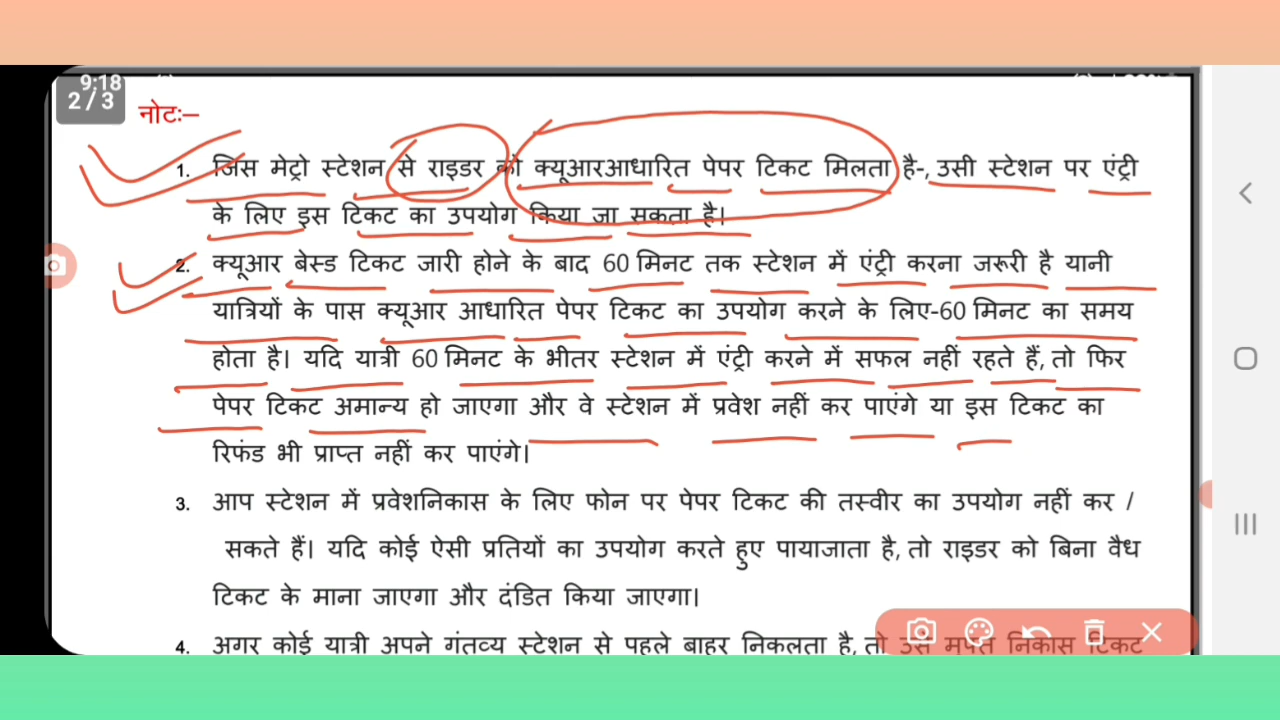 9:18
2/3
नोटः–
1. जिस मेट्रो स्टेशन से राइडर को क्यूआरआधारित पेपर टिकट मिलता है-, उसी स्टेशन पर एंट्री
के लिए इस टिकट का उपयोग किया जा सकता है।
2. क्यूआर बेस्ड टिकट जारी होने के बाद 60 मिनट तक स्टेशन में एंट्री करना जरूरी है यानी
यात्रियों के पास क्यूआर आधारित पेपर टिकट का उपयोग करने के लिए-60 मिनट का समय
होता है। यदि यात्री 60 मिनट के भीतर स्टेशन में एंट्री करने में सफल नहीं रहते हैं, तो फिर
पेपर टिकट अमान्य हो जाएगा और वे स्टेशन में प्रवेश नहीं कर पाएंगे या इस टिकट का
रिफंड भी प्राप्त नहीं कर पाएंगे।
3. आप स्टेशन में प्रवेशनिकास के लिए फोन पर पेपर टिकट की तस्वीर का उपयोग नहीं कर /
सकते हैं। यदि कोई ऐसी प्रतियों का उपयोग करते हुए पायाजाता है, तो राइडर को बिना वैध
टिकट के माना जाएगा और दंडित किया जाएगा।
4. अगर कोई यात्री अपने गंतव्य स्टेशन से पहले बाहर निकलता है, तो उसे मुफ्त निकास टिकट